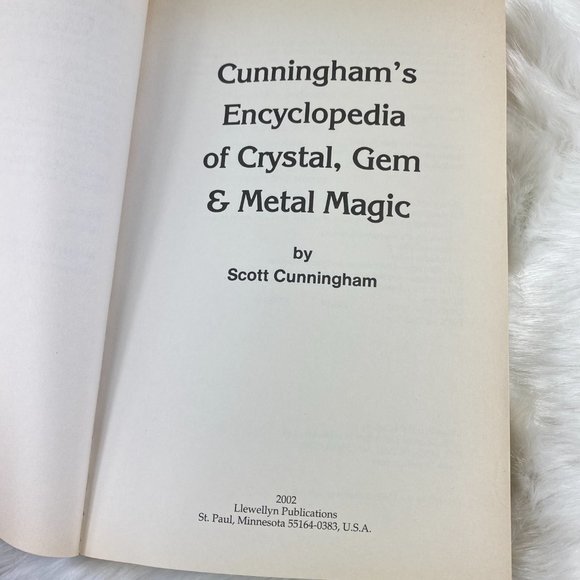 Cunningham's
Encyclopedia
of Crystal, Gem
& Metal Magic
by
Scott Cunningham
2002
Llewellyn Publications
St. Paul, Minnesota 55164-0383, U.S.A.